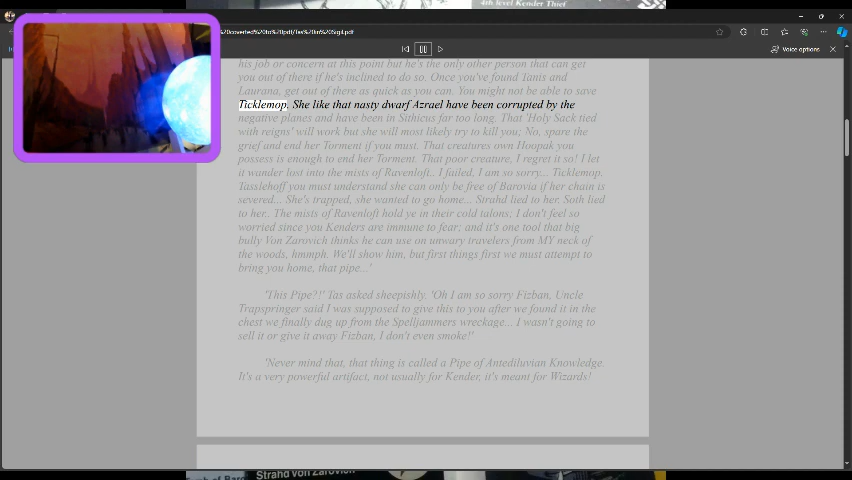 4th level Kender Thief
%20coverted%20to%20pdf/Tas%20in%20Sigil.pdf
Voice options
his job or concern at this point but he's the only other person that can get
you out of there if he's inclined to do so. Once you've found Tanis and
Laurana, get out of there as quick as you can. You might not be able to save
Ticklemop, She like that nasty dwarf Azrael have been corrupted by the
negative planes and have been in Sithicus far too long. That 'Holy Sack tied
with reigns' will work but she will most likely try to kill you; No, spare the
grief and end her Torment if you must. That creatures own Hoopak you
possess is enough to end her Torment. That poor creature, I regret it so! I let
it wander lost into the mists of Ravenloft.. I failed, I am so sorry... Ticklemop.
Tasslehoff you must understand she can only be free of Barovia if her chain is
severed... She's trapped, she wanted to go home... Strahd lied to her. Soth lied
to her.. The mists of Ravenloft hold ye in their cold talons; I don't feel so
worried since you Kenders are immune to fear; and it's one tool that big
bully Von Zarovich thinks he can use on unwary travelers from MY neck of
the woods, hmmph. We'll show him, but first things first we must attempt to
bring you home, that pipe...'
'This Pipe?!' Tas asked sheepishly. 'Oh I am so sorry Fizban, Uncle
Trapspringer said I was supposed to give this to you after we found it in the
chest we finally dug up from the Spelljammers wreckage... I wasn't going to
sell it or give it away Fizban, I don't even smoke!'
'Never mind that, that thing is called a Pipe of Antediluvian Knowledge.
It's a very powerful artifact, not usually for Kender, it's meant for Wizards!
Strahd Von Zarovich